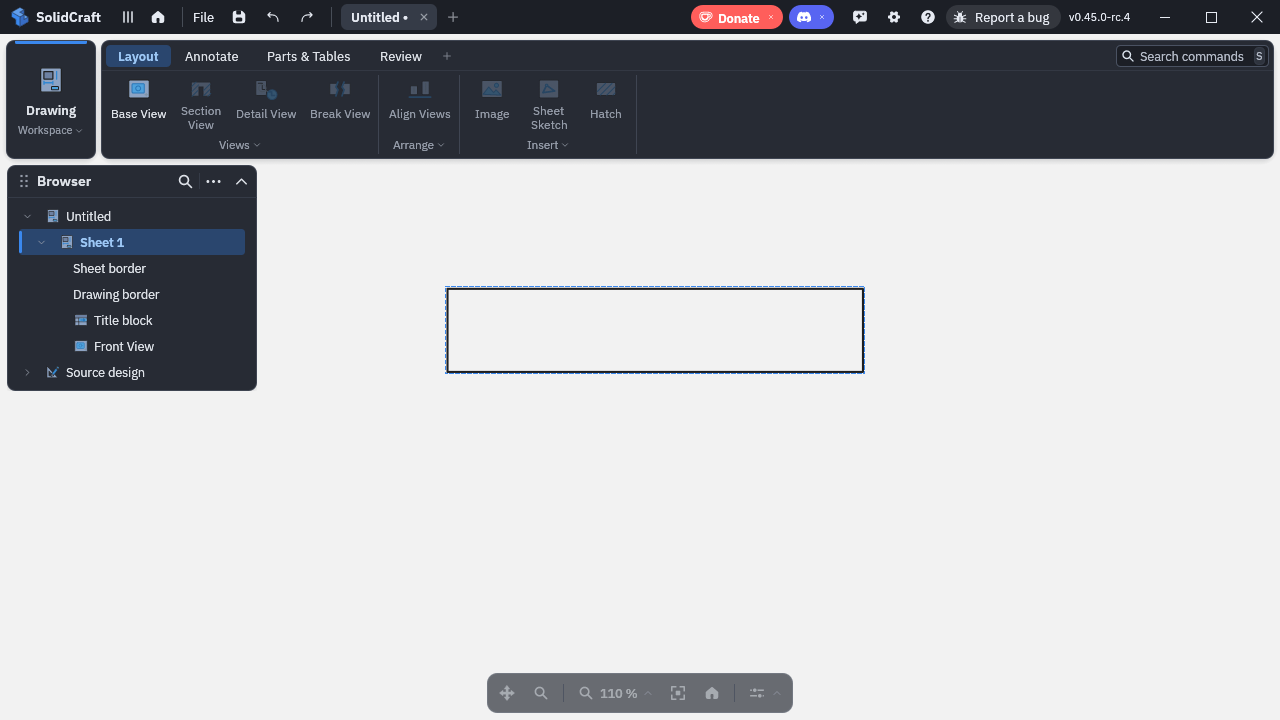 SolidCraft
File
Untitled •
Donate
Report a bug
v0.45.0-rc.4
Drawing
Workspace
Layout
Annotate
Parts & Tables
Review
Search commands
S
Base View
Section View
Detail View
Break View
Views
Align Views
Arrange
Image
Sheet Sketch
Hatch
Insert
Browser
Untitled
Sheet 1
Sheet border
Drawing border
Title block
Front View
Source design
110 %